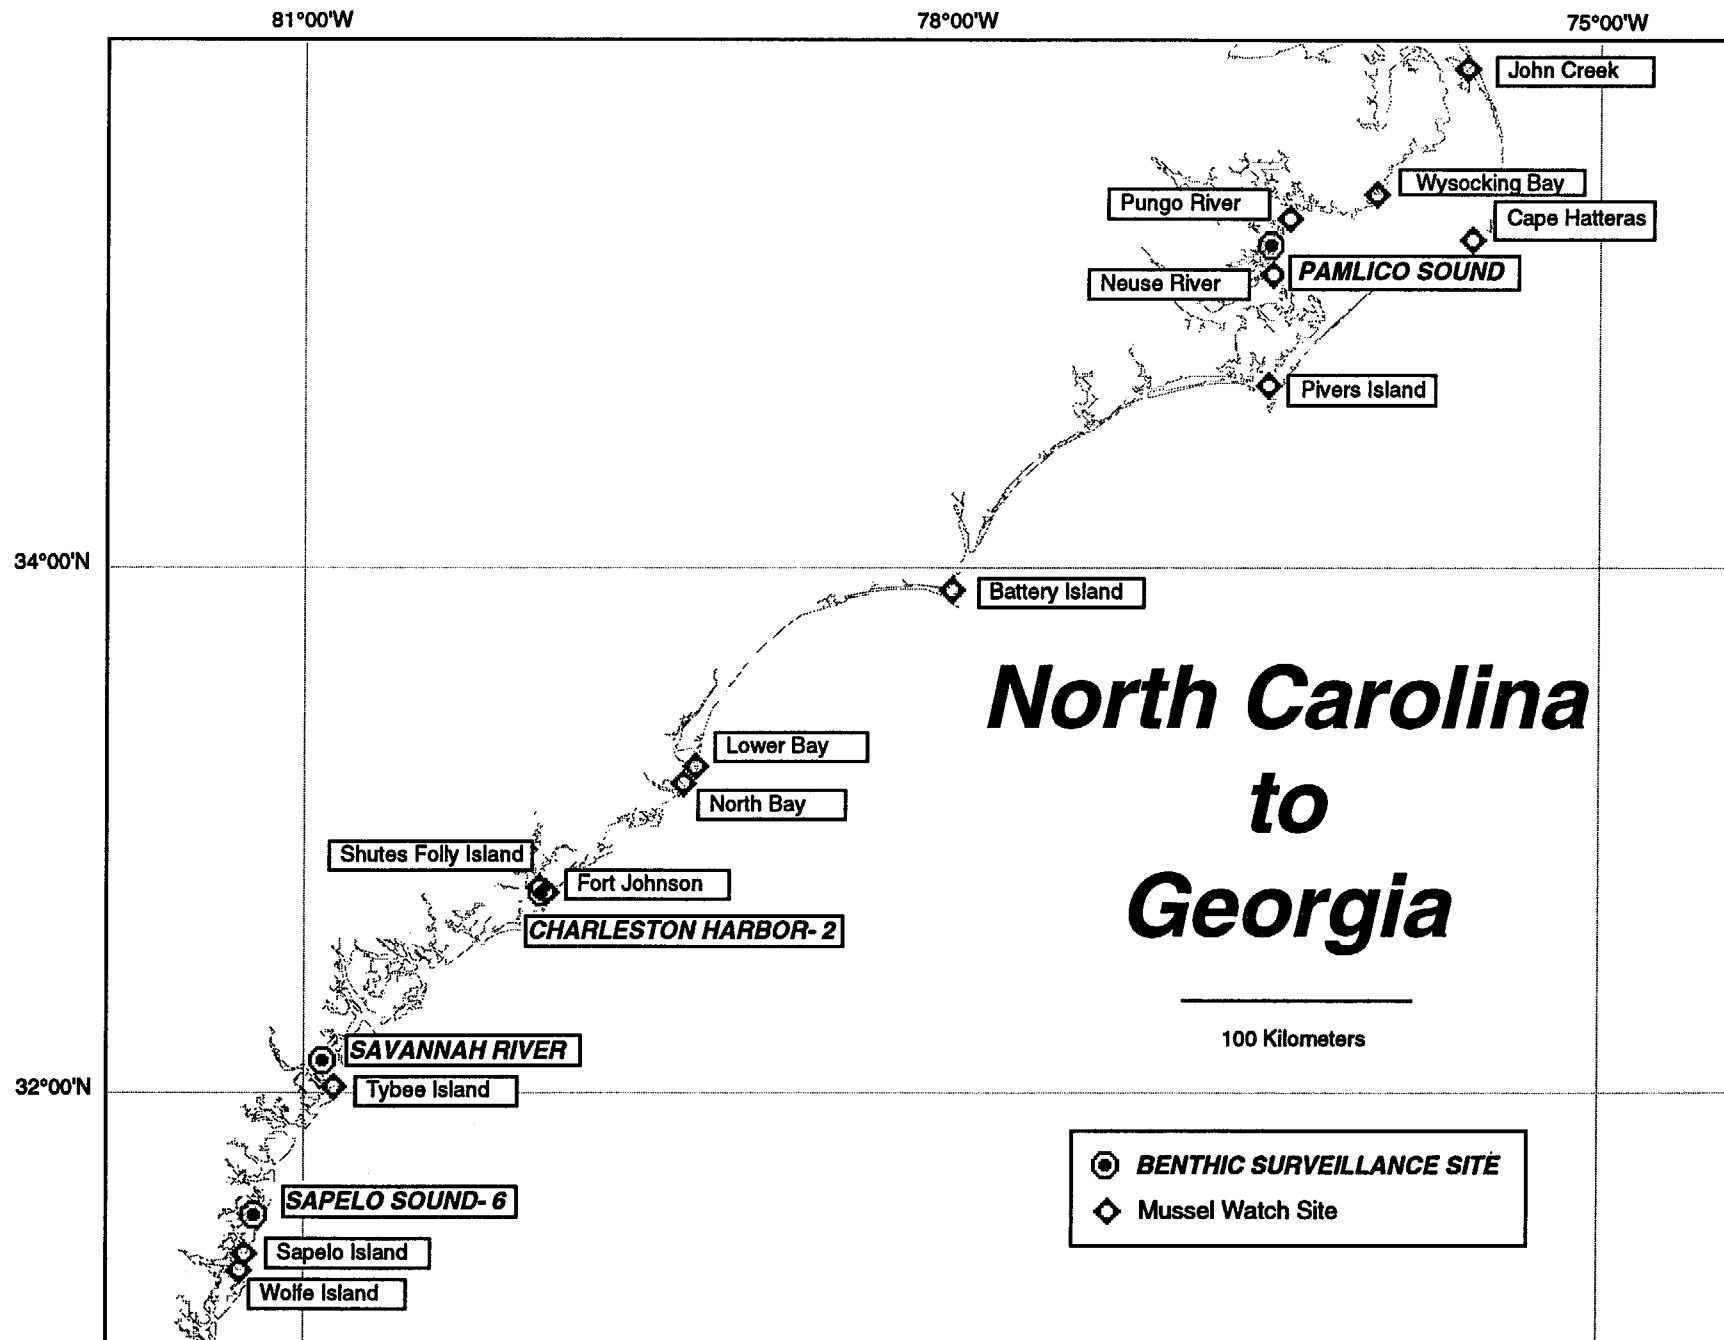 81°00'W
78°00'W
75°00'W
John Creek
Wysocking Bay
Pungo River
Cape Hatteras
PAMLICO SOUND
Neuse River
Pivers Island
34°00'N
Battery Island
North Carolina
to
Georgia
Lower Bay
North Bay
Shutes Folly Island
Fort Johnson
CHARLESTON HARBOR- 2
100 Kilometers
SAVANNAH RIVER
32°00'N
Tybee Island
BENTHIC SURVEILLANCE SITE
Mussel Watch Site
SAPELO SOUND- 6
Sapelo Island
Wolfe Island